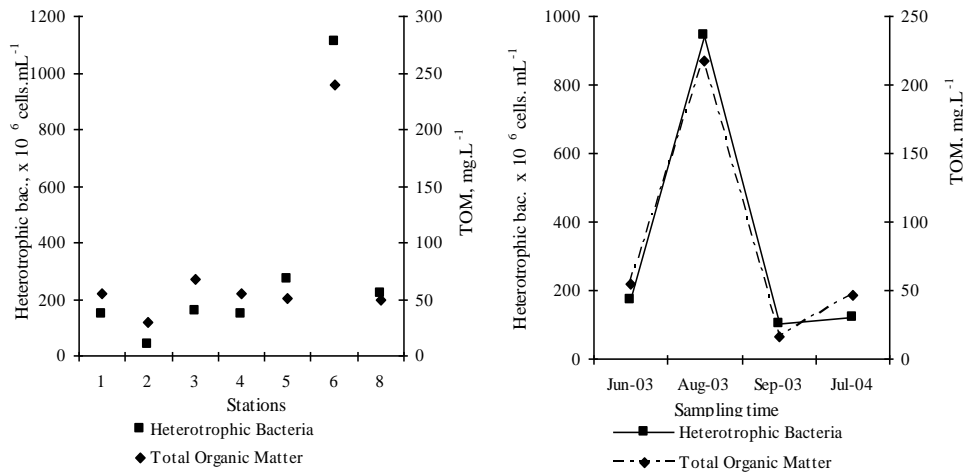 Heterotrophic bac., x 10 6 cells.mL-1
1200
1000
800
600
400
200
0
300
250
200
150
100
50
0
TOM, mg.L-1
1 2 3 4 5 6 8
Stations
Heterotrophic Bacteria
Total Organic Matter
Heterotrophic bac. x 10 6 cells. mL-1
1000
800
600
400
200
0
250
200
150
100
50
0
TOM, mg.L-1
Jun-03 Aug-03 Sep-03 Jul-04
Sampling time
Heterotrophic Bacteria
Total Organic Matter